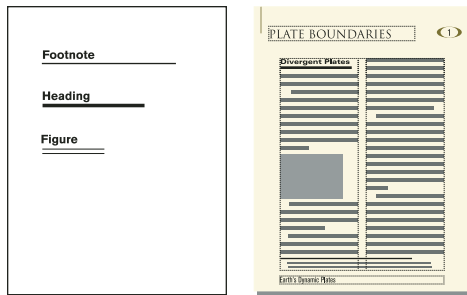 Footnote
Heading
Figure
PLATE BOUNDARIES
1
Divergent Plates
Earth's Dynamic Plates